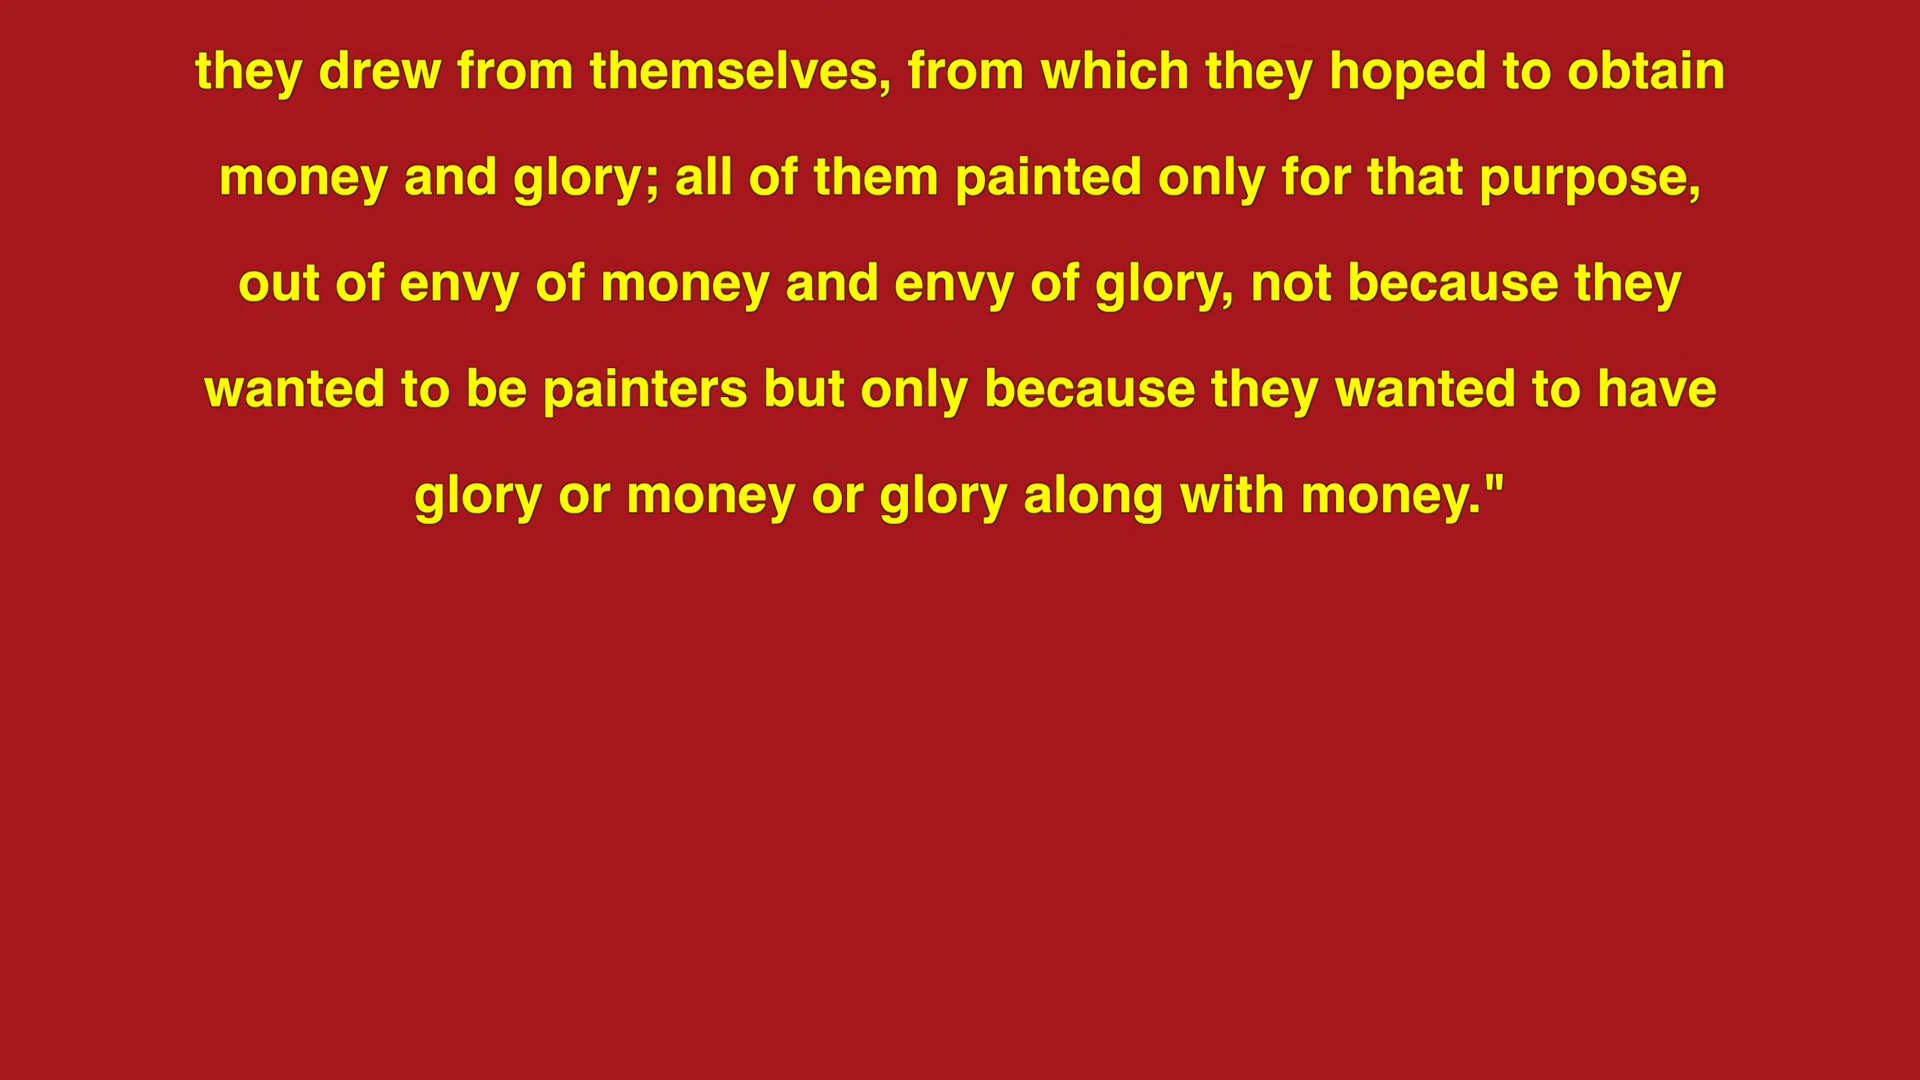 they drew from themselves, from which they hoped to obtain
money and glory; all of them painted only for that purpose,
out of envy of money and envy of glory, not because they
wanted to be painters but only because they wanted to have
glory or money or glory along with money."